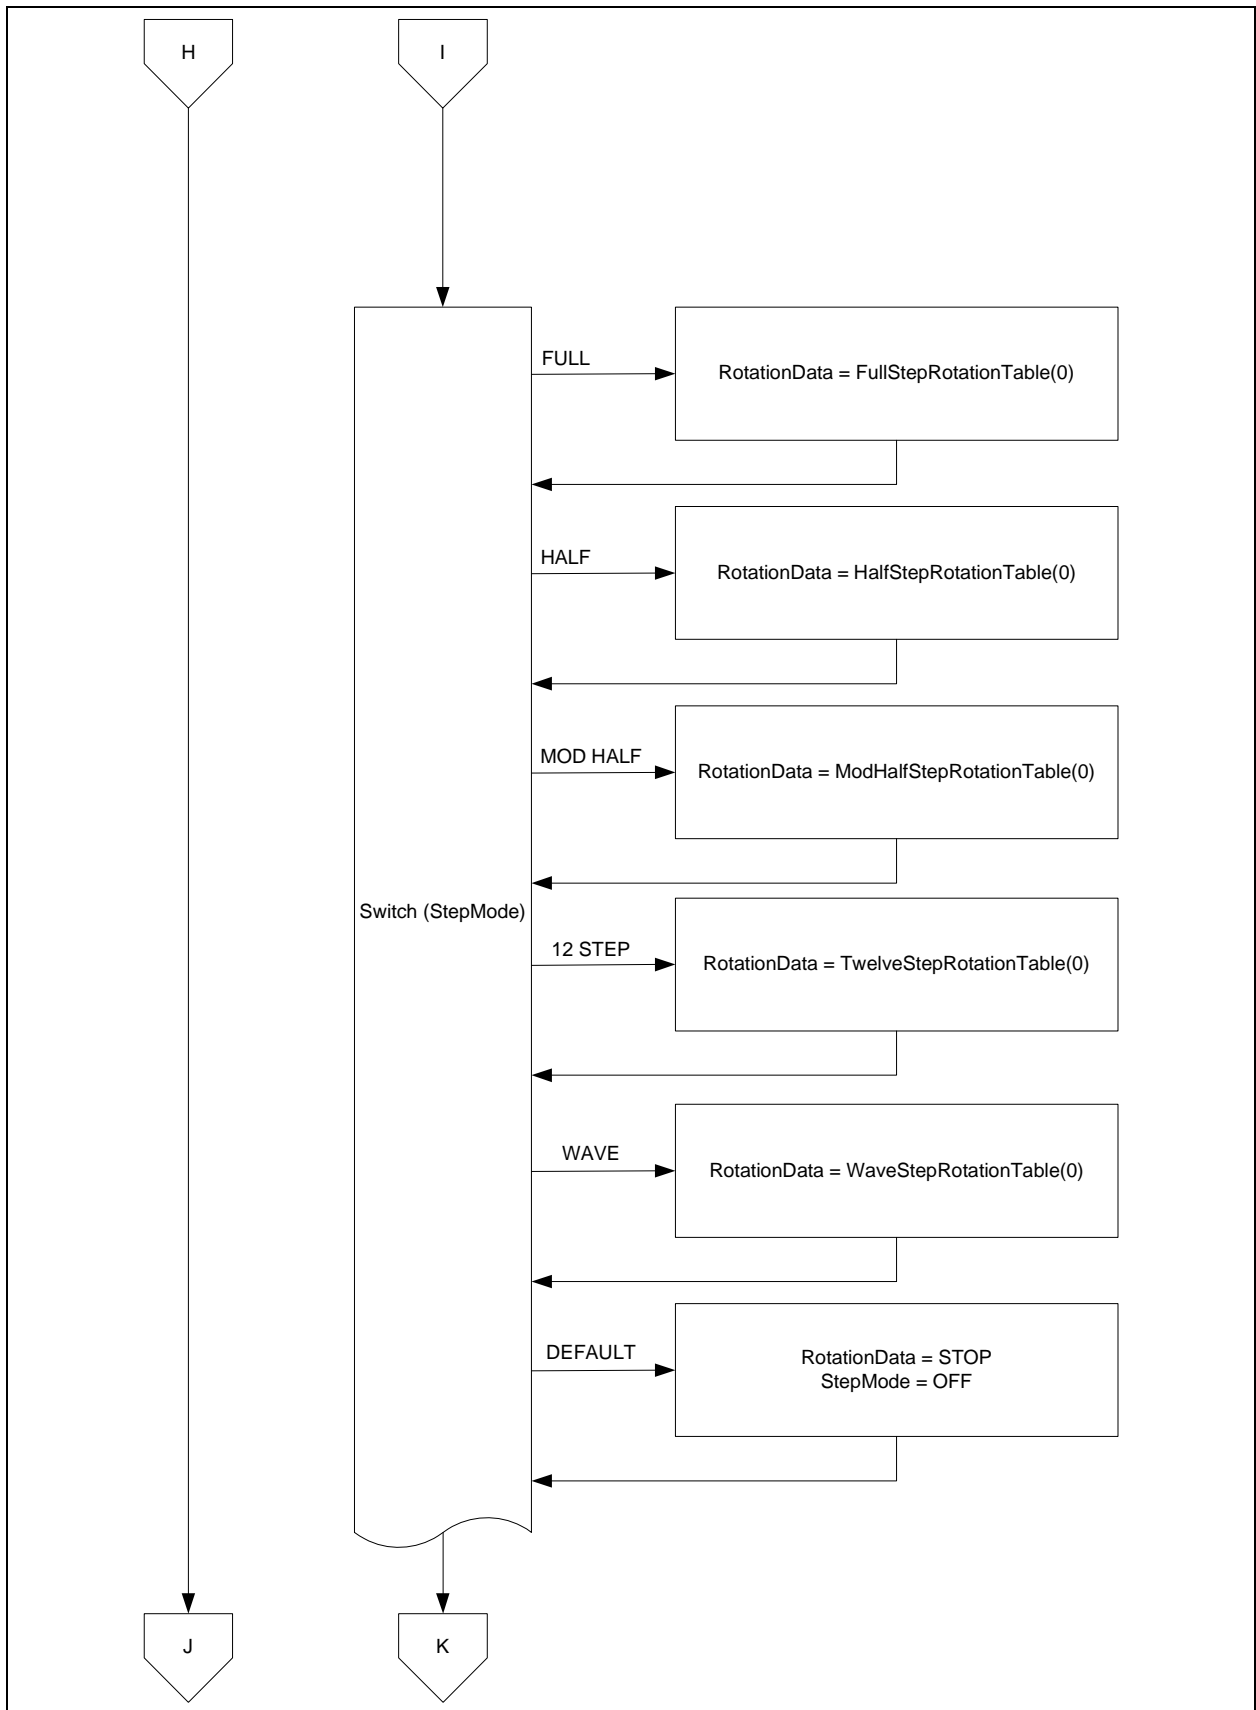 H
I
FULL
RotationData = FullStepRotationTable(0)
HALF
RotationData = HalfStepRotationTable(0)
MOD HALF
RotationData = ModHalfStepRotationTable(0)
Switch (StepMode)
12 STEP
RotationData = TwelveStepRotationTable(0)
WAVE
RotationData = WaveStepRotationTable(0)
DEFAULT
RotationData = STOP
StepMode = OFF
J
K